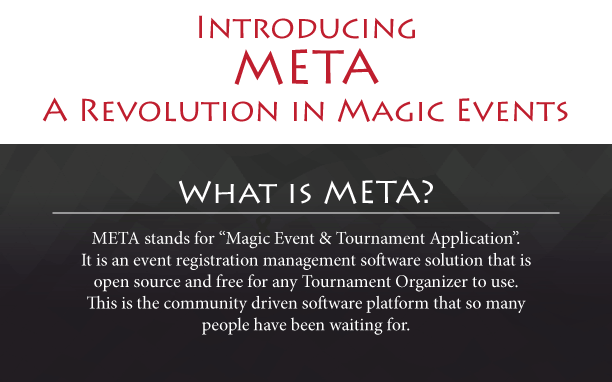 Introducing
META
A Revolution in Magic Events
What is META?
META stands for “Magic Event & Tournament Application”.
It is an event registration management software solution that is
open source and free for any Tournament Organizer to use.
This is the community driven software platform that so many
people have been waiting for.